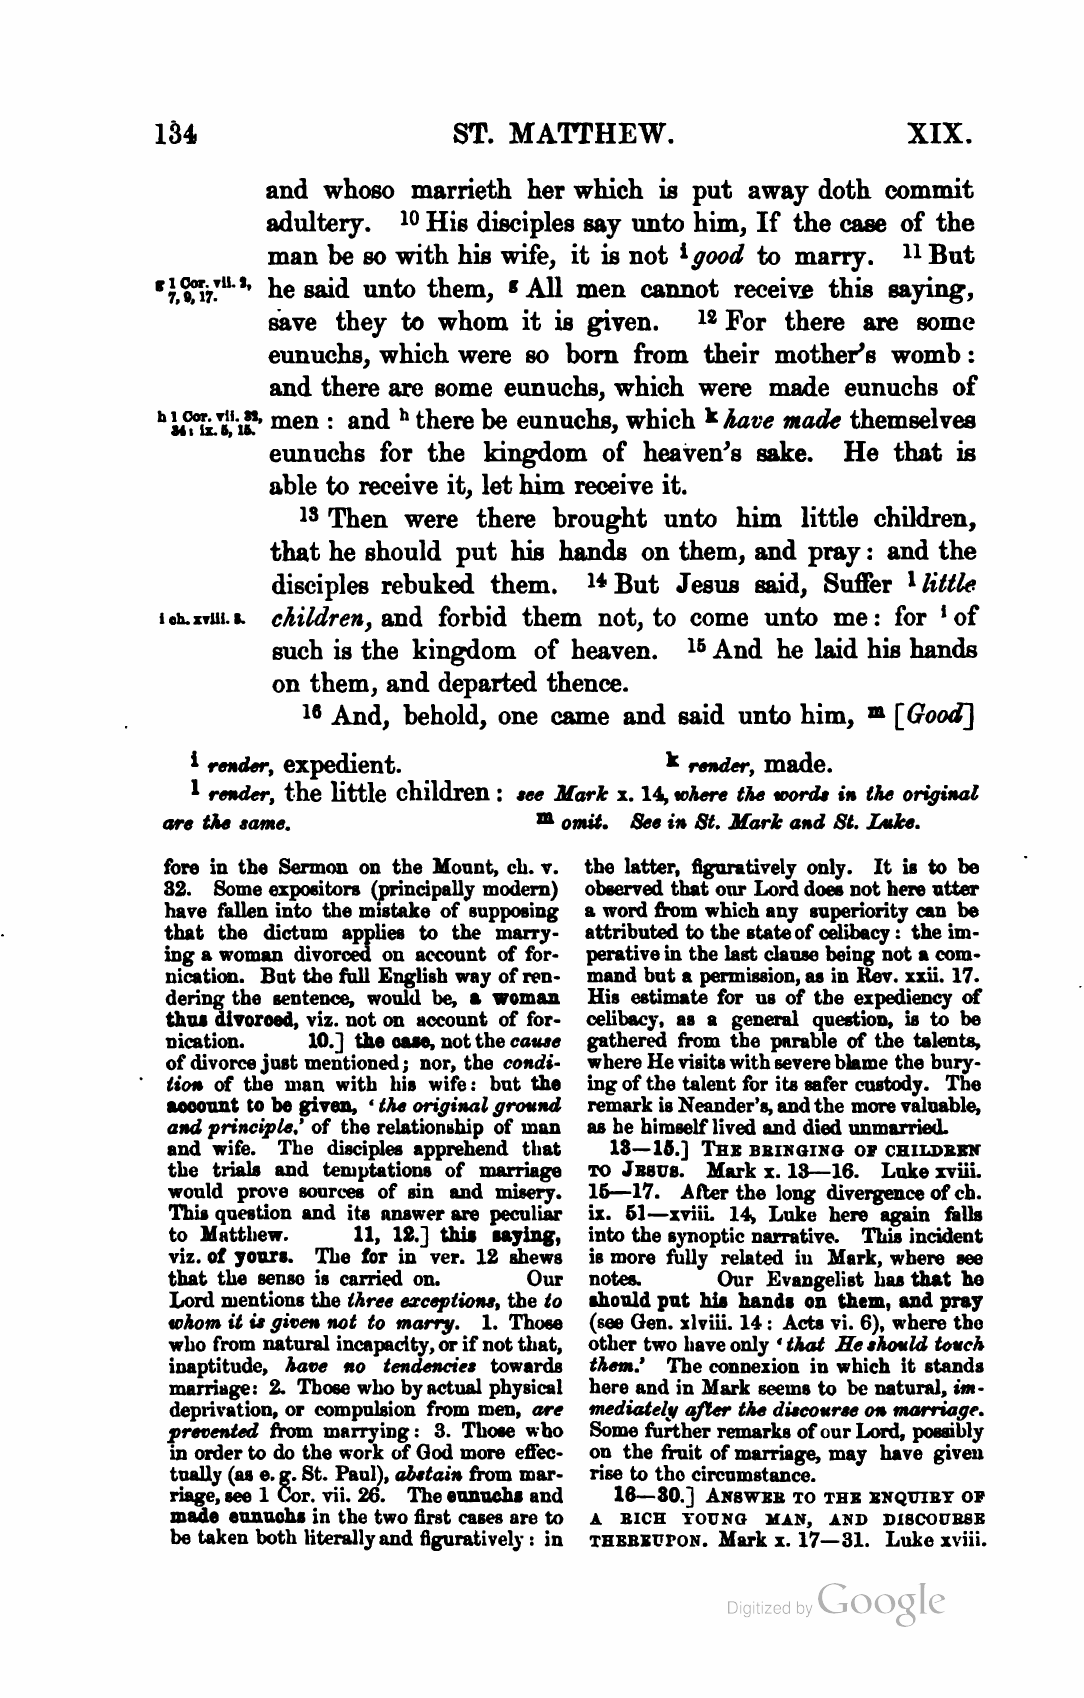 134 ST. MATTHEW. XIX.
and whoso marrieth her which is put away doth commit
adultery. 10 His disciples say unto him, If the case of the
man be so with his wife, it is not i good to marry. 11 But
g 1 Cor. vii. 2,
7, 9, 17.
he said unto them, g All men cannot receive this saying,
save they to whom it is given. 12 For there are some
eunuchs, which were so born from their mother's womb :
and there are some eunuchs, which were made eunuchs of
h 1 Cor. vii. 32,
34 : ix. 5, 15.
men : and h there be eunuchs, which k have made themselves
eunuchs for the kingdom of heaven's sake. He that is
able to receive it, let him receive it.
13 Then were there brought unto him little children,
that he should put his hands on them, and pray : and the
disciples rebuked them. 14 But Jesus said, Suffer l little
i ch. xviii. 3.
children, and forbid them not, to come unto me : for i of
such is the kingdom of heaven. 15 And he laid his hands
on them, and departed thence.
16 And, behold, one came and said unto him, m [Good]
i render, expedient. k render, made.
l render, the little children : see Mark x. 14, where the words in the original
are the same. m omit. See in St. Mark and St. Luke.
fore in the Sermon on the Mount, ch. v.
32. Some expositors (principally modern)
have fallen into the mistake of supposing
that the dictum applies to the marry-
ing a woman divorced on account of for-
nication. But the full English way of ren-
dering the sentence, would be, a woman
thus divorced, viz. not on account of for-
nication. 10.] the case, not the cause
of divorce just mentioned; nor, the condi-
tion of the man with his wife: but the
account to be given, 'the original ground
and principle,' of the relationship of man
and wife. The disciples apprehend that
the trials and temptations of marriage
would prove sources of sin and misery.
This question and its answer are peculiar
to Matthew. 11, 12.] this saying,
viz. of yours. The for in ver. 12 shews
that the sense is carried on. Our
Lord mentions the three exceptions, the to
whom it is given not to marry. 1. Those
who from natural incapacity, or if not that,
inaptitude, have no tendencies towards
marriage: 2. Those who by actual physical
deprivation, or compulsion from men, are
prevented from marrying : 3. Those who
in order to do the work of God more effec-
tually (as e. g. St. Paul), abstain from mar-
riage, see 1 Cor. vii. 26. The eunuchs and
made eunuchs in the two first cases are to
be taken both literally and figuratively : in
the latter, figuratively only. It is to be
observed that our Lord does not here utter
a word from which any superiority can be
attributed to the state of celibacy : the im-
perative in the last clause being not a com-
mand but a permission, as in Rev. xxii. 17.
His estimate for us of the expediency of
celibacy, as a general question, is to be
gathered from the parable of the talents,
where He visits with severe blame the bury-
ing of the talent for its safer custody. The
remark is Neander's, and the more valuable,
as he himself lived and died unmarried.
13—15.] THE BRINGING OF CHILDREN
TO JESUS. Mark x. 13—16. Luke xviii.
15—17. After the long divergence of ch.
ix. 51—xviii. 14, Luke here again falls
into the synoptic narrative. This incident
is more fully related in Mark, where see
notes. Our Evangelist has that he
should put his hands on them, and pray
(see Gen. xlviii. 14 : Acts vi. 6), where the
other two have only 'that He should touch
them.' The connexion in which it stands
here and in Mark seems to be natural, im-
mediately after the discourse on marriage.
Some further remarks of our Lord, possibly
on the fruit of marriage, may have given
rise to the circumstance.
16—30.] ANSWER TO THE ENQUIRY OF
A RICH YOUNG MAN, AND DISCOURSE
THEREUPON. Mark x. 17—31. Luke xviii.
Digitized by Google